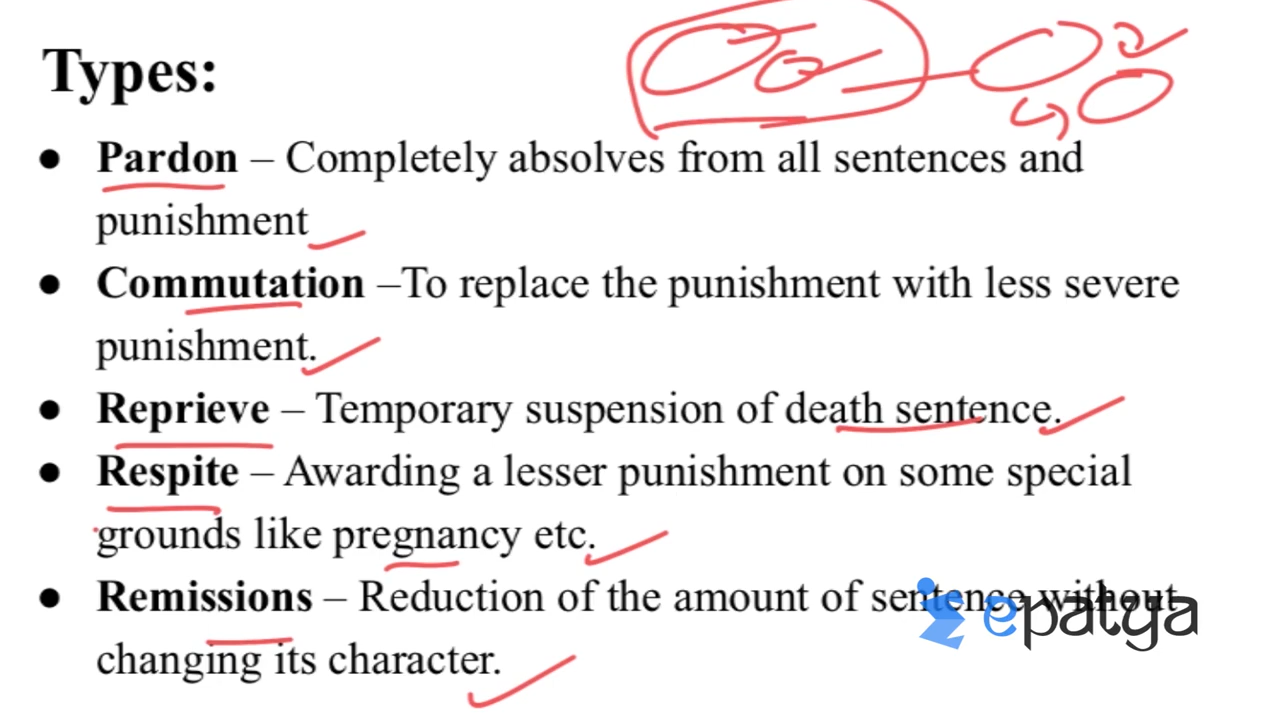 Types:
● Pardon – Completely absolves from all sentences and
punishment
● Commutation –To replace the punishment with less severe
punishment.
● Reprieve – Temporary suspension of death sentence.
● Respite – Awarding a lesser punishment on some special
grounds like pregnancy etc.
● Remissions – Reduction of the amount of sentence without
changing its character.
epatya